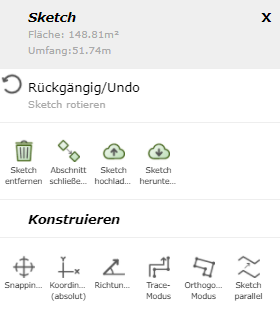 Sketch X
Fläche: 148.81m²
Umfang:51.74m
Rückgängig/Undo
Sketch rotieren
Sketch Abschnitt Sketch Sketch
entfernen schließe... hochlad... herunte...
Konstruieren
Snappin... Koordin... Richtun... Trace- Orthogo... Sketch
(absolut) Modus Modus parallel